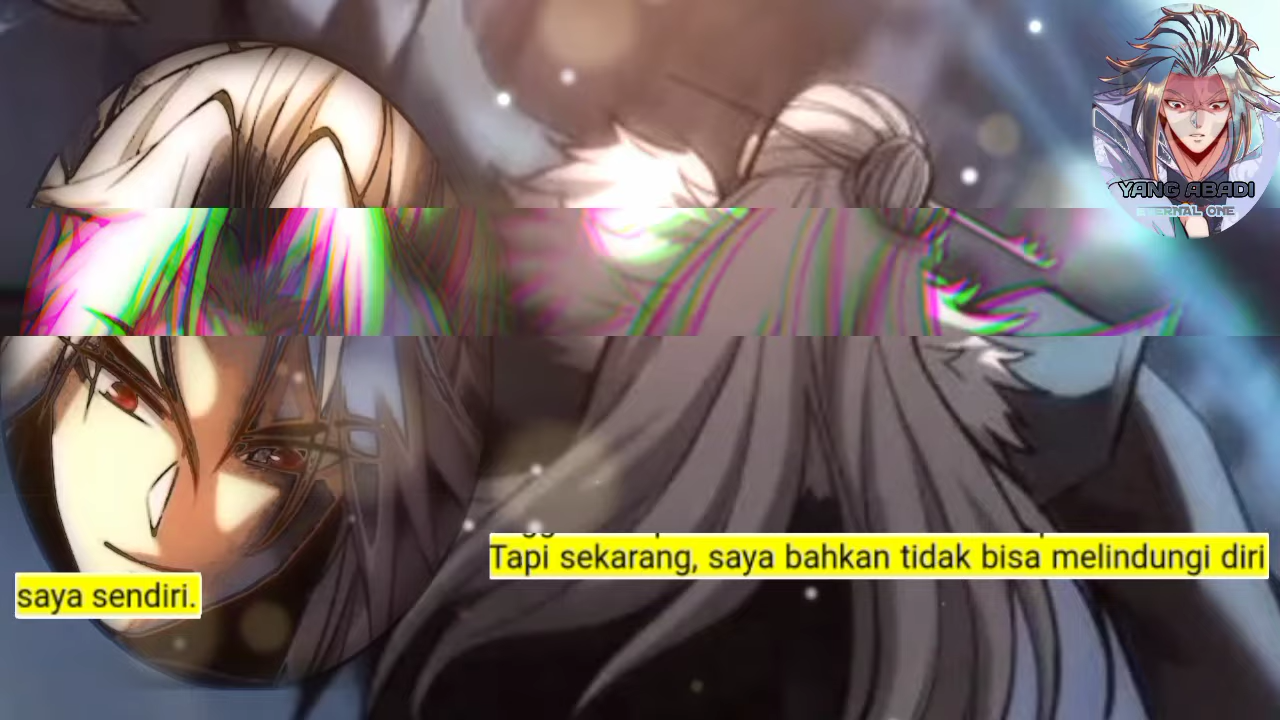 YANG ABADI
ETERNAL ONE
Tapi sekarang, saya bahkan tidak bisa melindungi diri
saya sendiri.